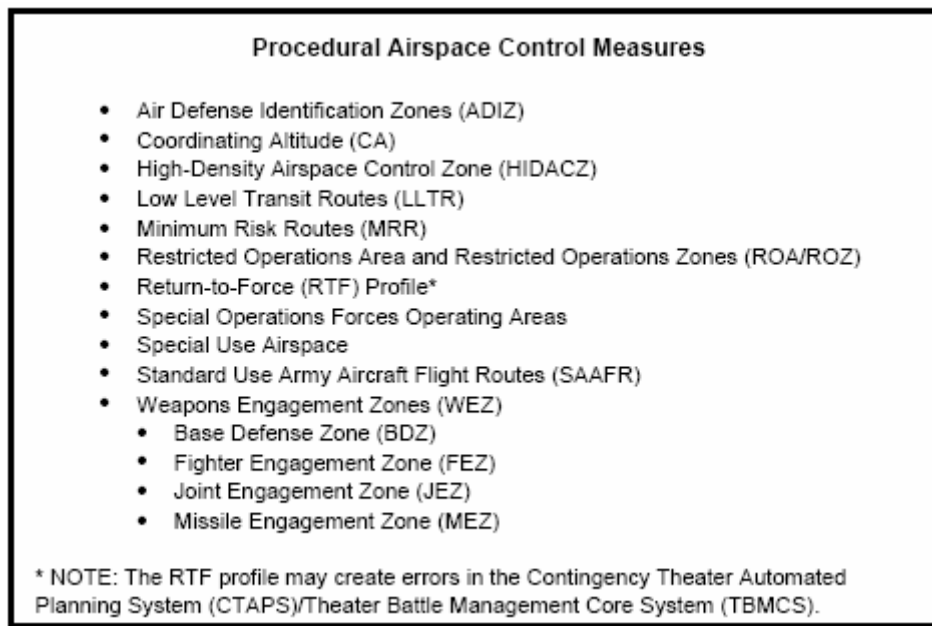 Procedural Airspace Control Measures
• Air Defense Identification Zones (ADIZ)
• Coordinating Altitude (CA)
• High-Density Airspace Control Zone (HIDACZ)
• Low Level Transit Routes (LLTR)
• Minimum Risk Routes (MRR)
• Restricted Operations Area and Restricted Operations Zones (ROA/ROZ)
• Return-to-Force (RTF) Profile*
• Special Operations Forces Operating Areas
• Special Use Airspace
• Standard Use Army Aircraft Flight Routes (SAAFR)
• Weapons Engagement Zones (WEZ)
• Base Defense Zone (BDZ)
• Fighter Engagement Zone (FEZ)
• Joint Engagement Zone (JEZ)
• Missile Engagement Zone (MEZ)
* NOTE: The RTF profile may create errors in the Contingency Theater Automated
Planning System (CTAPS)/Theater Battle Management Core System (TBMCS).